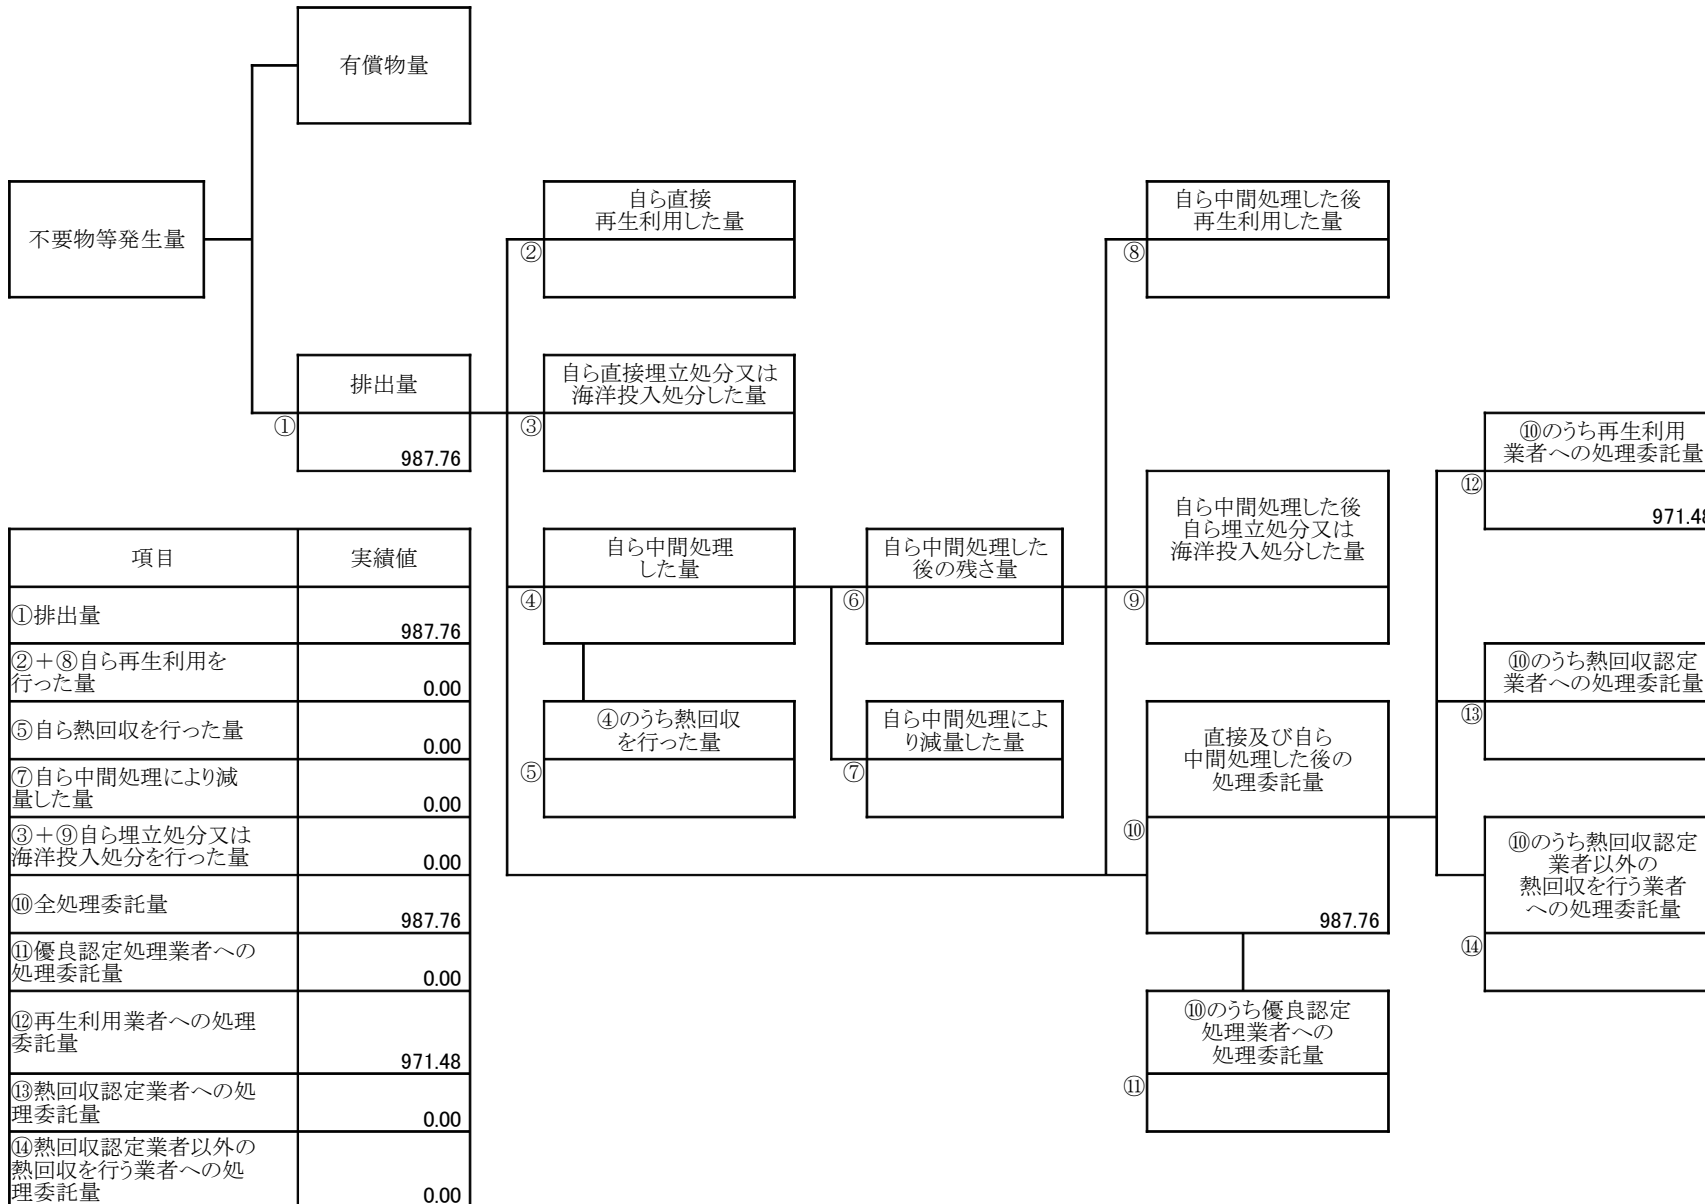 有償物量
不要物等発生量
自ら直接
再生利用した量
②
自ら中間処理した後
再生利用した量
⑧
排出量
①
987.76
自ら直接埋立処分又は
海洋投入処分した量
③
⑩のうち再生利用
業者への処理委託量
⑫
971.48
自ら中間処理
した量
④
自ら中間処理した
後の残さ量
⑥
自ら中間処理した後
自ら埋立処分又は
海洋投入処分した量
⑨
⑩のうち熱回収認定
業者への処理委託量
⑬
④のうち熱回収
を行った量
⑤
自ら中間処理によ
り減量した量
⑦
直接及び自ら
中間処理した後の
処理委託量
⑩
987.76
⑩のうち熱回収認定
業者以外の
熱回収を行う業者
への処理委託量
⑭
⑩のうち優良認定
処理業者への
処理委託量
⑪
項目
実績値
①排出量
987.76
②＋⑧自ら再生利用を
行った量
0.00
⑤自ら熱回収を行った量
0.00
⑦自ら中間処理により減
量した量
0.00
③＋⑨自ら埋立処分又は
海洋投入処分を行った量
0.00
⑩全処理委託量
987.76
⑪優良認定処理業者への
処理委託量
0.00
⑫再生利用業者への処理
委託量
971.48
⑬熱回収認定業者への処
理委託量
0.00
⑭熱回収認定業者以外の
熱回収を行う業者への処
理委託量
0.00